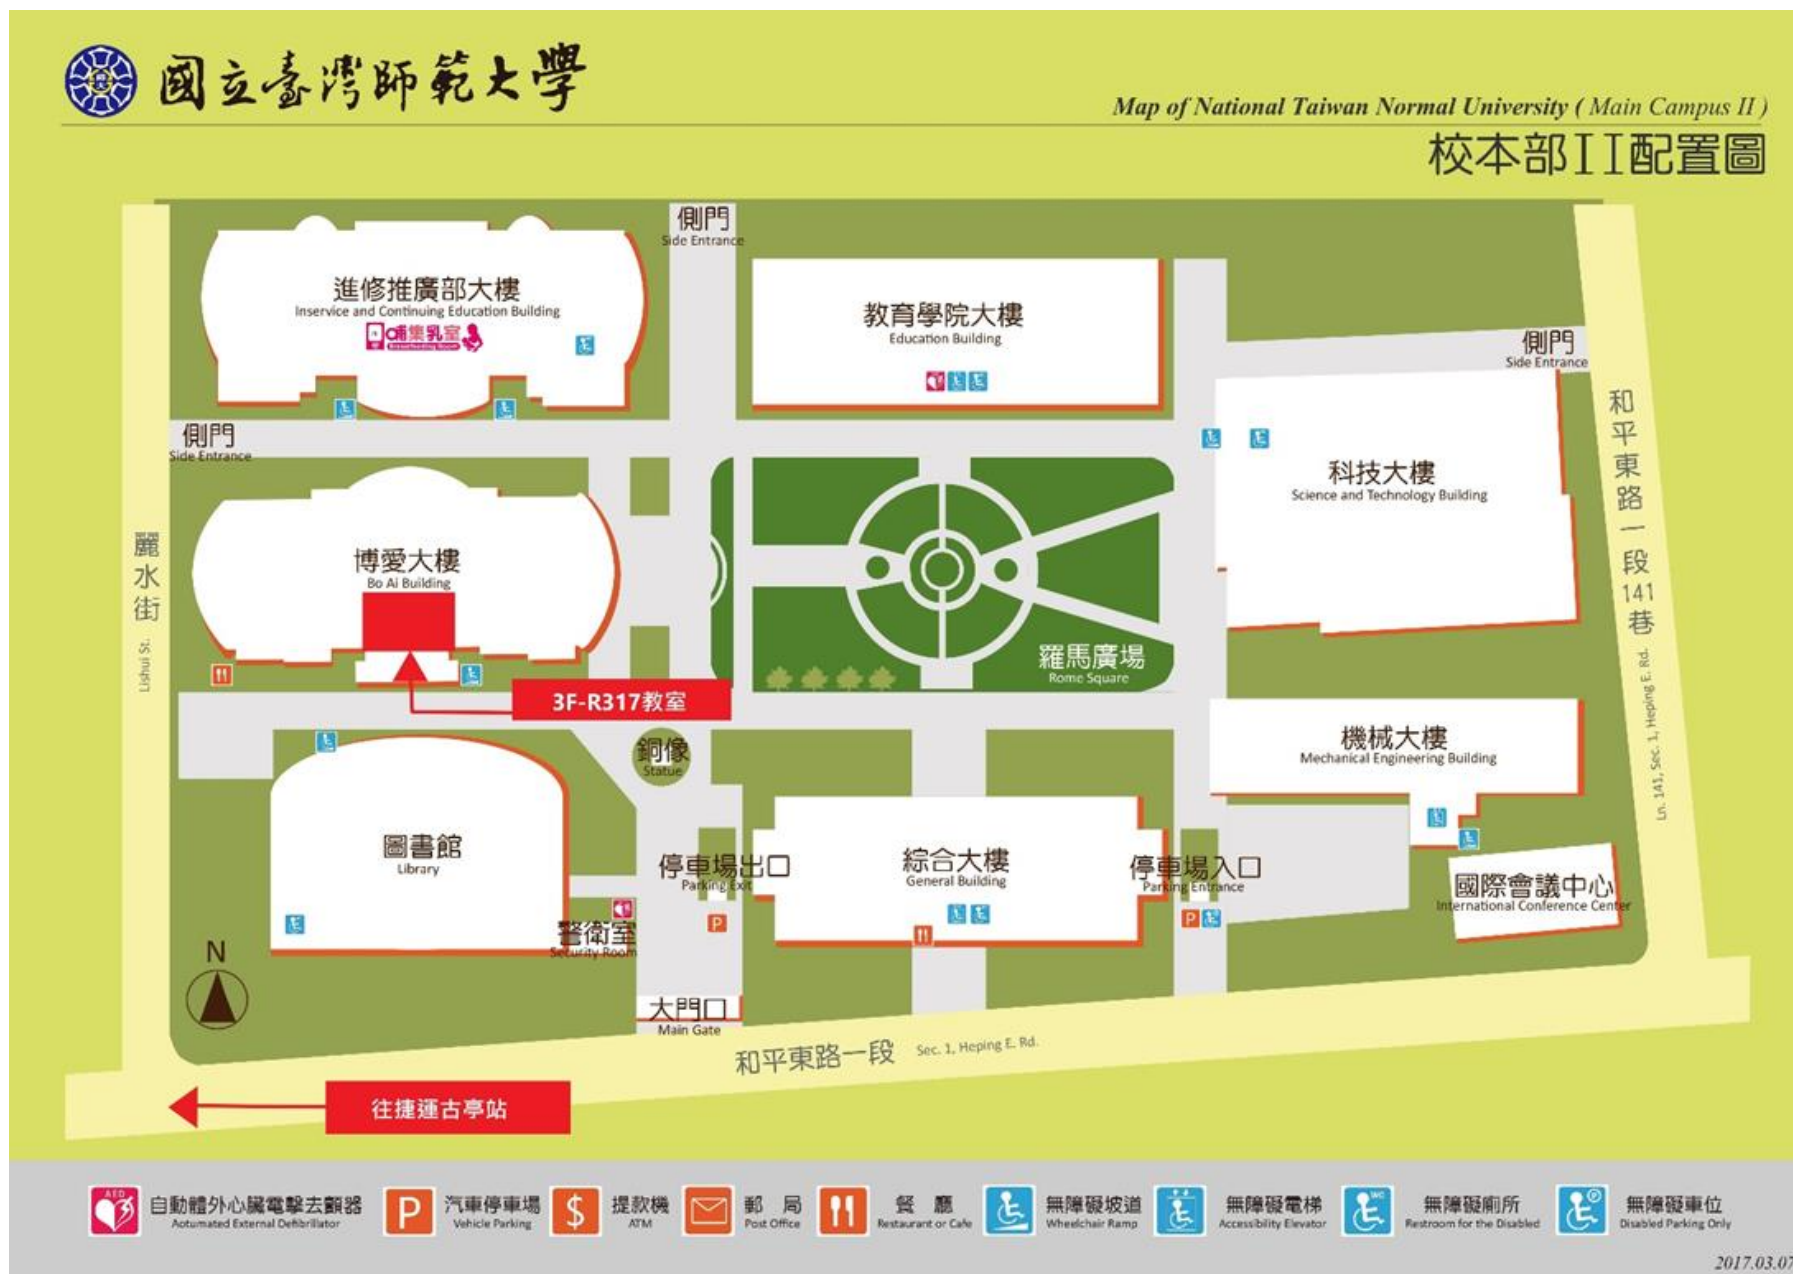 國立臺灣師範大學
Map of National Taiwan Normal University ( Main Campus II )
校本部II配置圖
側門
Side Entrance
進修推廣部大樓
Inservice and Continuing Education Building
哺集乳室
Breastfeeding Room
教育學院大樓
Education Building
側門
Side Entrance
側門
Side Entrance
科技大樓
Science and Technology Building
和平東路一段141巷
Ln. 141, Sec. 1, Heping E. Rd.
麗水街
Lishui St.
博愛大樓
Bo Ai Building
羅馬廣場
Rome Square
3F-R317教室
銅像
Statue
機械大樓
Mechanical Engineering Building
圖書館
Library
停車場出口
Parking Exit
綜合大樓
General Building
停車場入口
Parking Entrance
國際會議中心
International Conference Center
P
P
警衛室
Security Room
N
大門口
Main Gate
和平東路一段
Sec. 1, Heping E. Rd.
往捷運古亭站
AED
自動體外心臟電擊去顫器
Aotumated External Defibrillator
P
汽車停車場
Vehicle Parking
$
提款機
ATM
郵局
Post Office
餐廳
Restaurant or Cafe
無障礙坡道
Wheelchair Ramp
無障礙電梯
Accessibility Elevator
WC
無障礙廁所
Restroom for the Disabled
P
無障礙車位
Disabled Parking Only
2017.03.07